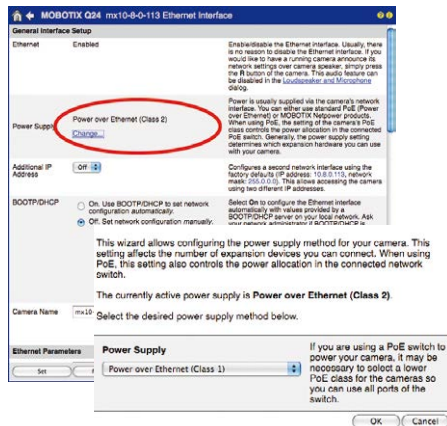 MOBOTIX Q24 mx10-8-0-113 Ethernet Interface
General Interface Setup
Ethernet
Enabled
Enable/disable the Ethernet interface. Usually, there
is no reason to disable the Ethernet interface. If you
would like to have a running camera announce its
network settings over camera speaker, simply press
the R button of the camera. This audio feature can
be disabled in the Loudspeaker and Microphone
dialog.
Power Supply
Power over Ethernet (Class 2)
Change...
Power is usually supplied via the camera's network
interface. You can either use standard PoE (Power
over Ethernet) or MOBOTIX Netpower products.
When using PoE, the setting of the camera's PoE
class controls the power allocation in the connected
PoE switch. Generally, the power supply setting
determines which expansion hardware you can use
with your camera.
Additional IP
Address
Off
Configures a second network interface using the
factory defaults (IP address: 10.8.0.113, network
mask: 255.0.0.0). This allows accessing the camera
using two different IP addresses.
BOOTP/DHCP
On. Use BOOTP/DHCP to set network
configuration automatically.
Off. Set network configuration manually.
Select On to configure the Ethernet interface
automatically with values provided by a
BOOTP/DHCP server on your local network. Ask
your network administrator if BOOTP/DHCP is
Camera Name
mx10-
Ethernet Parameters
Set
This wizard allows configuring the power supply method for your camera. This
setting affects the number of expansion devices you can connect. When using
PoE, this setting also controls the power allocation in the connected network
switch.
The currently active power supply is Power over Ethernet (Class 2).
Select the desired power supply method below.
Power Supply
Power over Ethernet (Class 1)
If you are using a PoE switch to
power your camera, it may be
necessary to select a lower
PoE class for the cameras so
you can use all ports of the
switch.
OK
Cancel